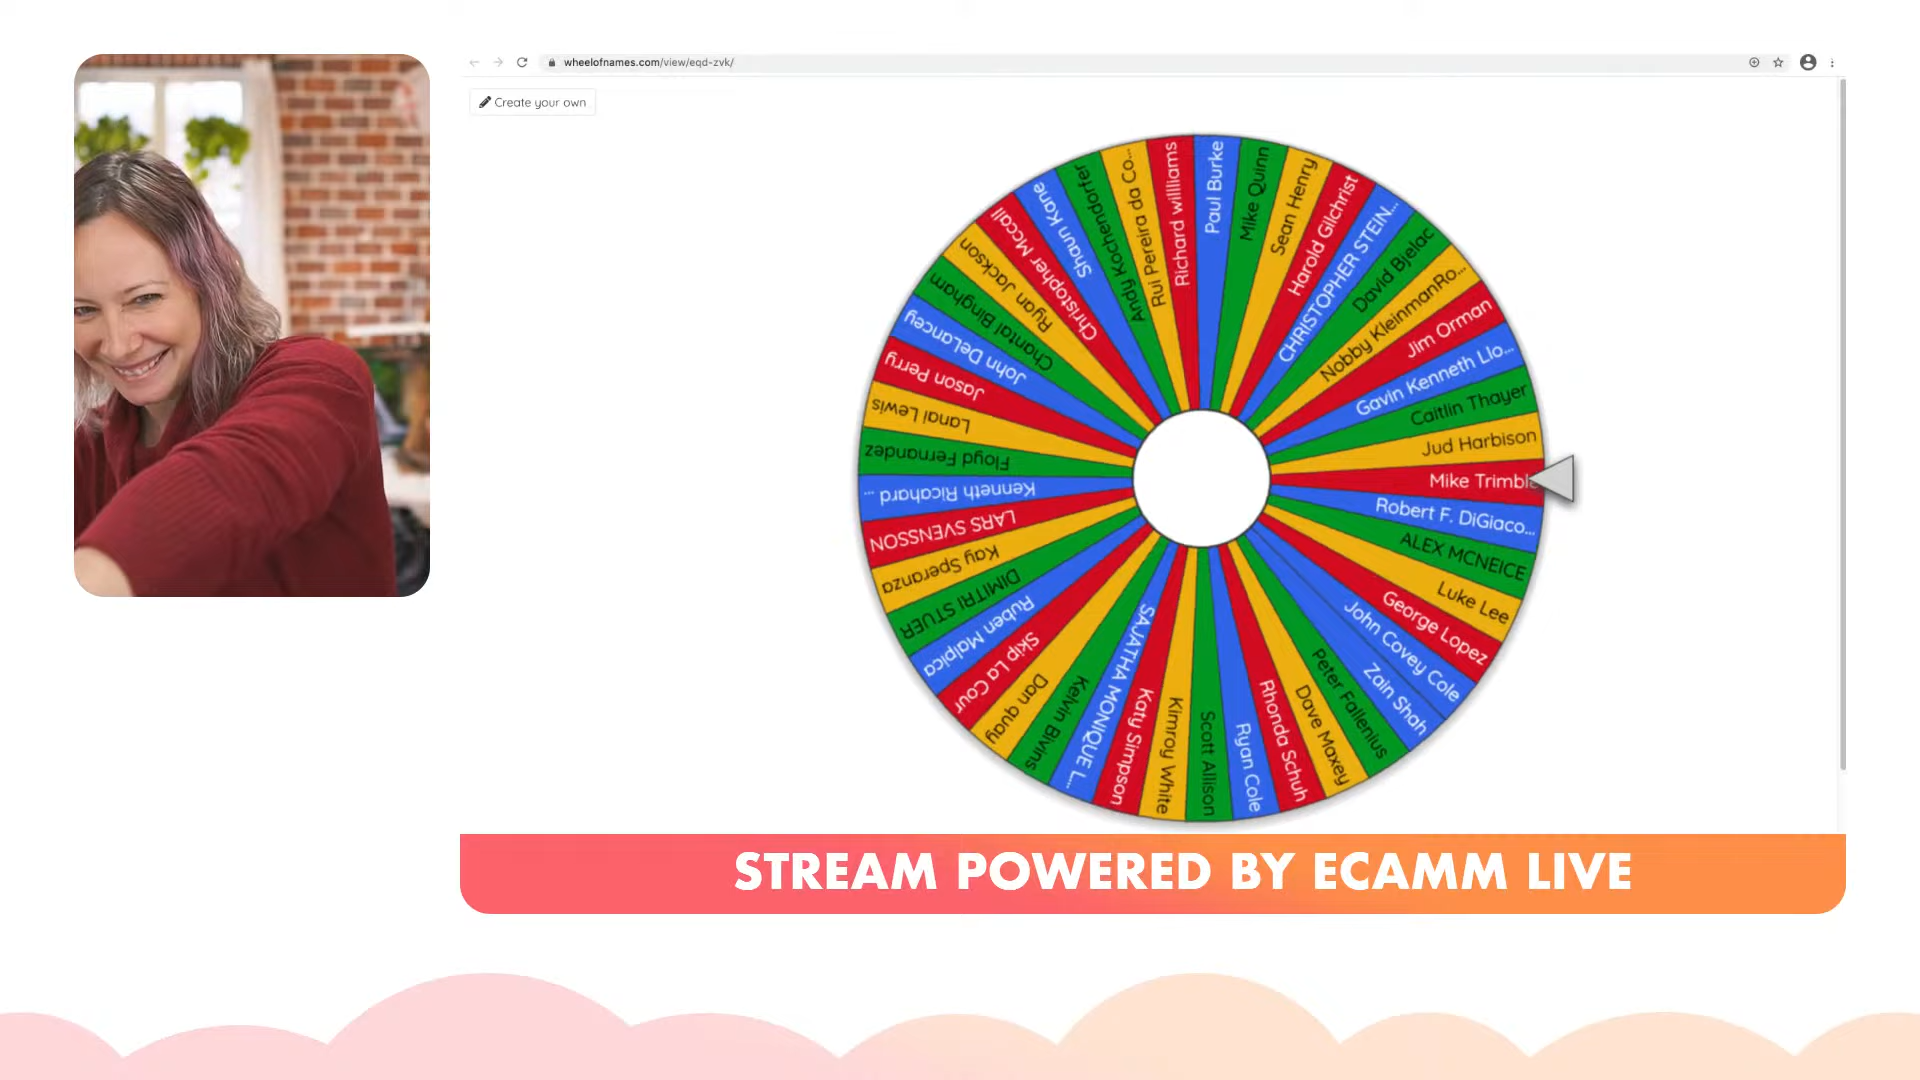 wheelofnames.com/view/eqd-zvk/
Create your own
Paul Burke
Mike Quinn
Sean Henry
Harold Gilchrist
CHRISTOPHER STEIN...
David Bjelac
Nobby KleinmanRo...
Jim Orman
Gavin Kenneth Llo...
Caitlin Thayer
Jud Harbison
Mike Trimble
Robert F. DiGiaco...
ALEX MCNEICE
Luke Lee
George Lopez
John Covey Cole
Zain Shah
Peter Fallenius
Dave Maxey
Rhonda Schuh
Ryan Cole
Scott Allison
Kimroy White
Katy Simpson
SAJATHA MONIQUE L...
Kelvin Bivins
Dan quay
Skip La Cour
Ruben Malpica
DIMITRI STUER
Kay Speranza
LARS SVENSSON
Kenneth Ricahard ...
Floyd Fernandez
Lanai Lewis
Jason Perry
John DeLancey
Chantal Bingham
Ryan Jackson
Christopher Mccall
Shaun Kane
Andy Kochendorfer
Rui Pereira da Co...
Richard willliams
STREAM POWERED BY ECAMM LIVE